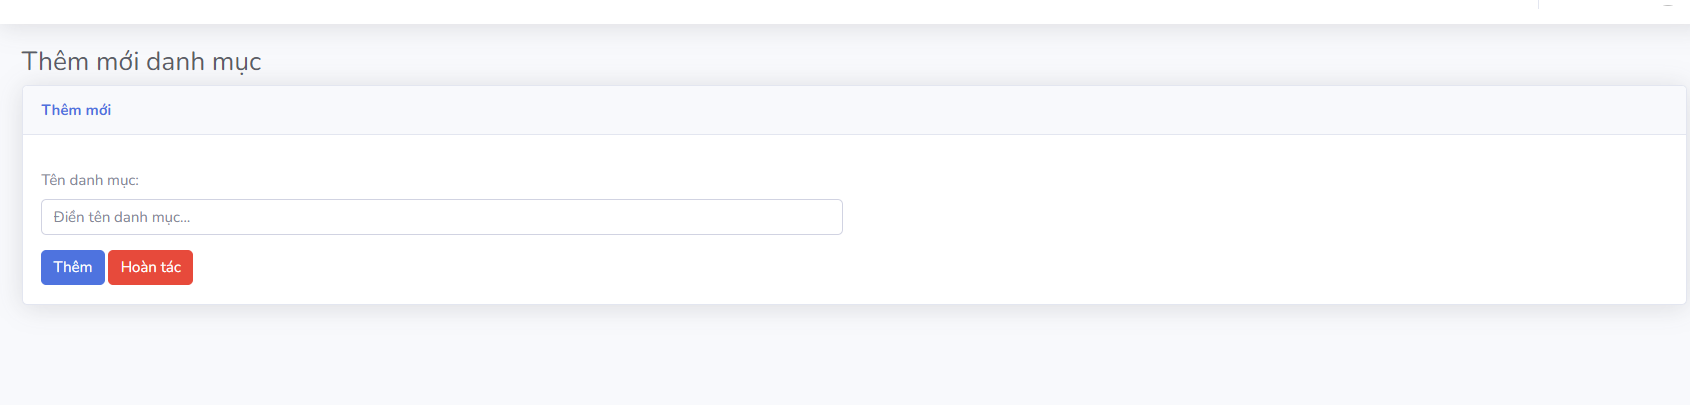 Thêm mới danh mục
Thêm mới
Tên danh mục:
Điền tên danh mục...
Thêm Hoàn tác